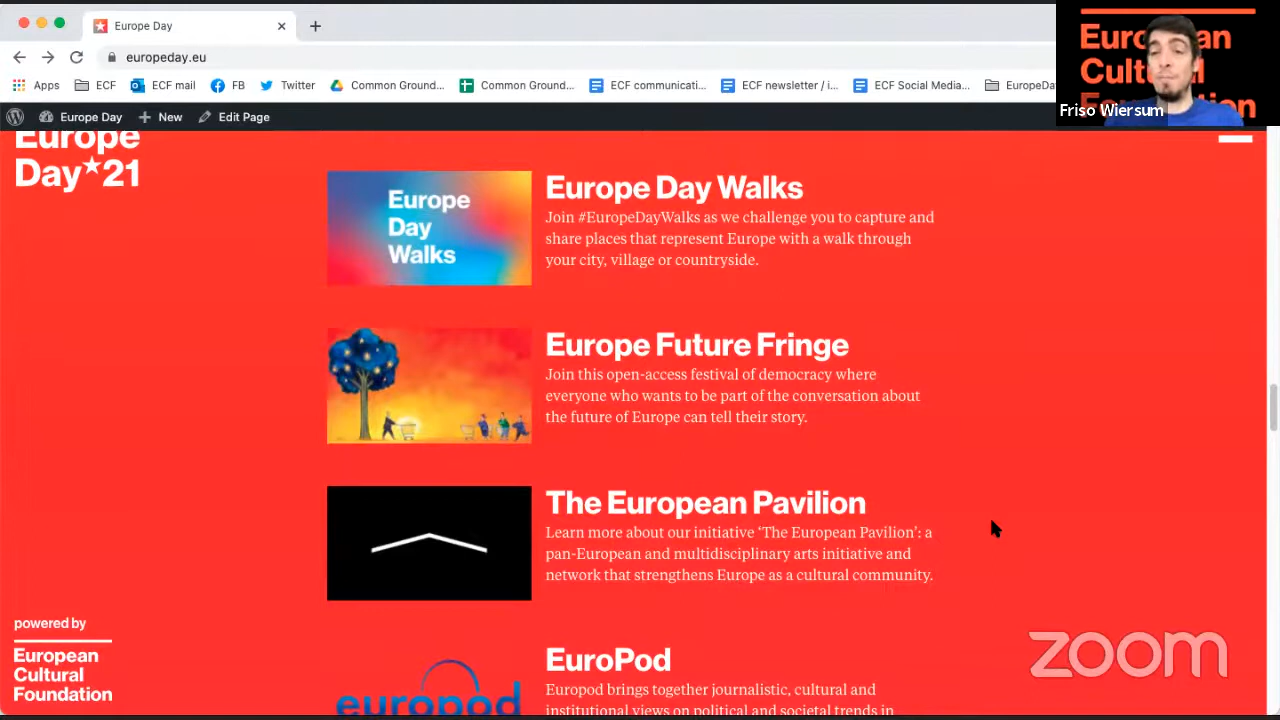 Europe Day
europeday.eu
Apps
ECF
ECF mail
FB
Twitter
Common Ground...
Common Ground...
ECF communicati...
ECF newsletter / i...
ECF Social Media...
EuropeDa
Europe Day
New
Edit Page
European
Cultural
Foundation
Friso Wiersum
Europe
Day★21
Europe
Day
Walks
Europe Day Walks
Join #EuropeDayWalks as we challenge you to capture and
share places that represent Europe with a walk through
your city, village or countryside.
Europe Future Fringe
Join this open-access festival of democracy where
everyone who wants to be part of the conversation about
the future of Europe can tell their story.
The European Pavilion
Learn more about our initiative ‘The European Pavilion’: a
pan-European and multidisciplinary arts initiative and
network that strengthens Europe as a cultural community.
europod
EuroPod
Europod brings together journalistic, cultural and
institutional views on political and societal trends in
powered by
European
Cultural
Foundation
zoom